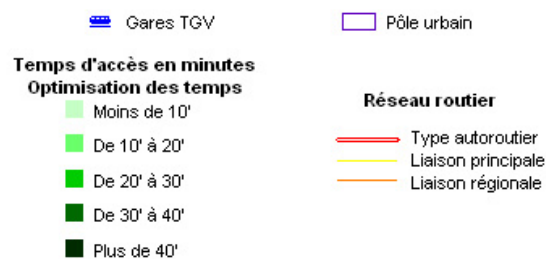 Gares TGV
Pôle urbain
Temps d'accès en minutes
Optimisation des temps
Moins de 10'
De 10' à 20'
De 20' à 30'
De 30' à 40'
Plus de 40'
Réseau routier
Type autoroutier
Liaison principale
Liaison régionale